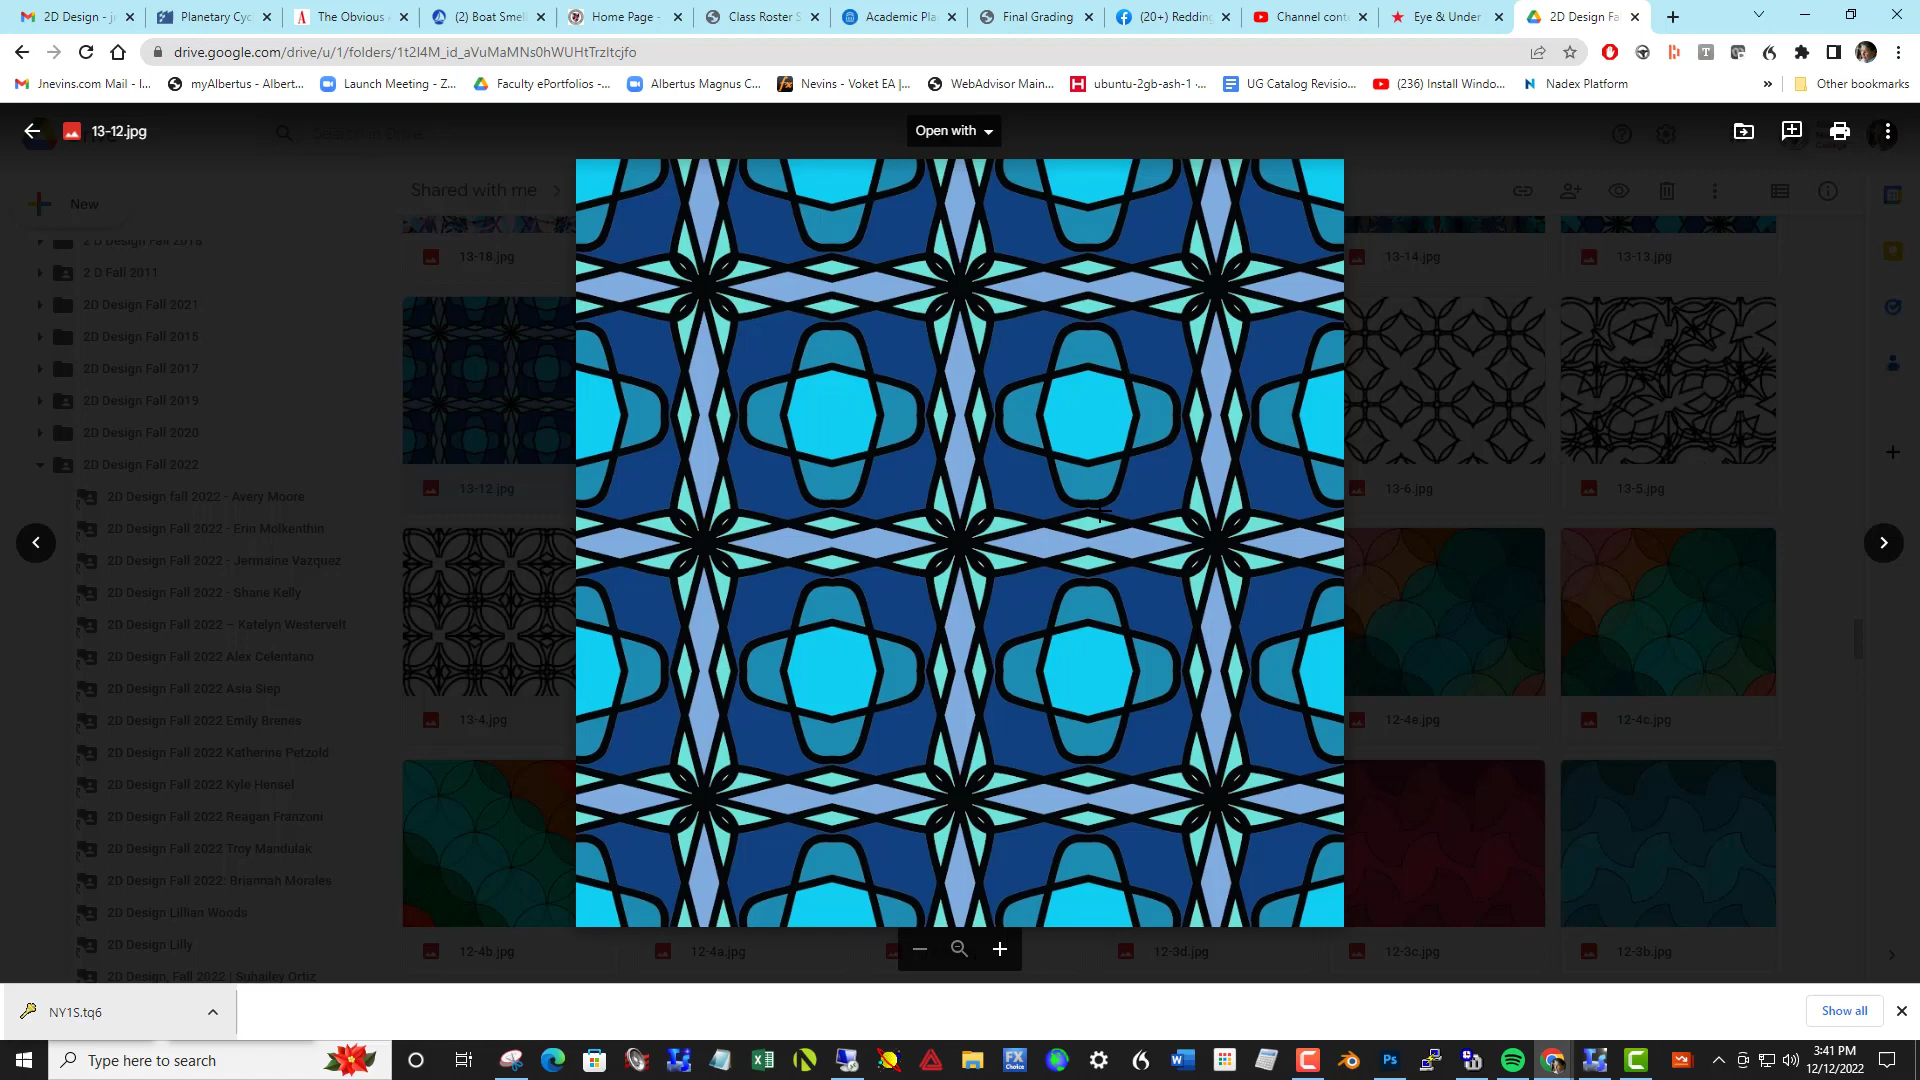 2D Design - jn
Planetary Cyc
The Obvious
(2) Boat Smel
Home Page -
Class Roster S
Academic Pla
Final Grading
(20+) Redding
Channel cont
Eye & Under
2D Design Fa
drive.google.com/drive/u/1/folders/1t2I4M_id_aVuMaMNs0hWUHtTrzItcjfo
Jnevins.com Mail - I...
myAlbertus - Albert...
Launch Meeting - Z...
Faculty ePortfolios -...
Albertus Magnus C...
Nevins - Voket EA |...
WebAdvisor Main...
ubuntu-2gb-ash-1 ·...
UG Catalog Revisio...
(236) Install Windo...
Nadex Platform
»
Other bookmarks
13-12.jpg
Open with
New
Shared with me
2 D Design Fall 2018
2 D Fall 2011
2D Design Fall 2021
2D Design Fall 2015
2D Design Fall 2017
2D Design Fall 2019
2D Design Fall 2020
2D Design Fall 2022
2D Design fall 2022 - Avery Moore
2D Design Fall 2022 - Erin Molkenthin
2D Design Fall 2022 - Jermaine Vazquez
2D Design Fall 2022 - Shane Kelly
2D Design Fall 2022 – Katelyn Westervelt
2D Design Fall 2022 Alex Celentano
2D Design Fall 2022 Asia Siep
2D Design Fall 2022 Emily Brenes
2D Design Fall 2022 Katherine Petzold
2D Design Fall 2022 Kyle Hensel
2D Design Fall 2022 Reagan Franzoni
2D Design Fall 2022 Troy Mandulak
2D Design Fall 2022: Briannah Morales
2D Design Lillian Woods
2D Design Lilly
2D Design, Fall 2022 | Suhailey Ortiz
13-18.jpg
13-14.jpg
13-13.jpg
13-12.jpg
13-6.jpg
13-5.jpg
13-4.jpg
12-4e.jpg
12-4c.jpg
12-4b.jpg
12-4a.jpg
12-3d.jpg
12-3c.jpg
12-3b.jpg
NY1S.tq6
Show all
Type here to search
3:41 PM
12/12/2022